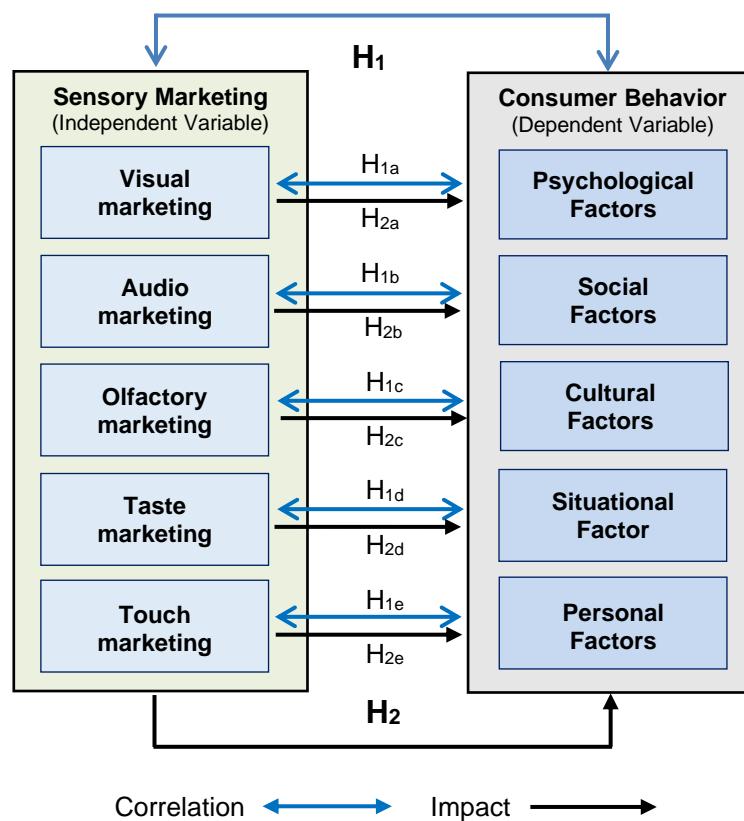 H1
Sensory Marketing
(Independent Variable)
Consumer Behavior
(Dependent Variable)
Visual
marketing
H1a
H2a
Psychological
Factors
Audio
marketing
H1b
H2b
Social
Factors
Olfactory
marketing
H1c
H2c
Cultural
Factors
Taste
marketing
H1d
H2d
Situational
Factor
Touch
marketing
H1e
H2e
Personal
Factors
H2
Correlation
Impact